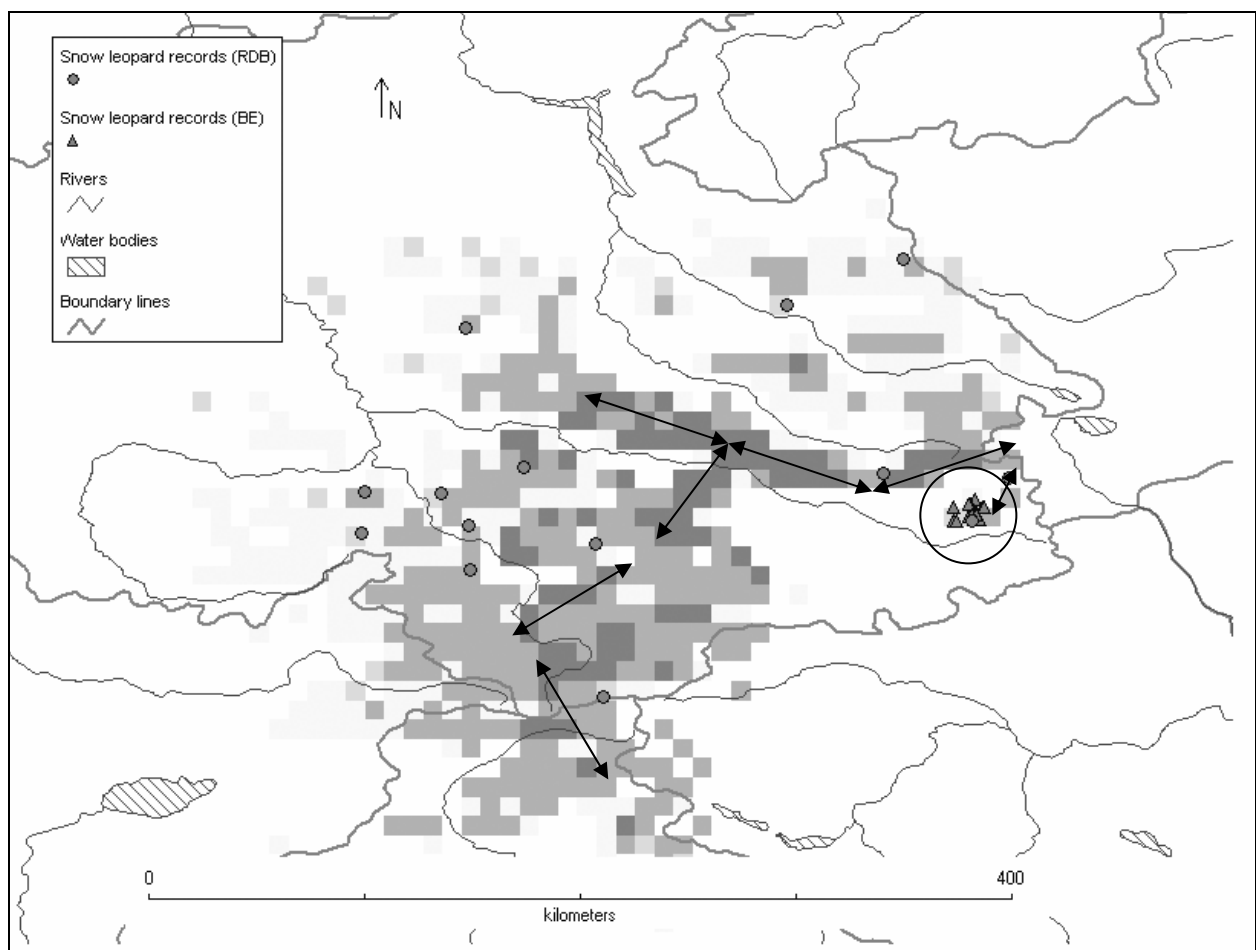 Snow leopard records (RDB)
Snow leopard records (BE)
Rivers
Water bodies
Boundary lines
N
0 400
kilometers